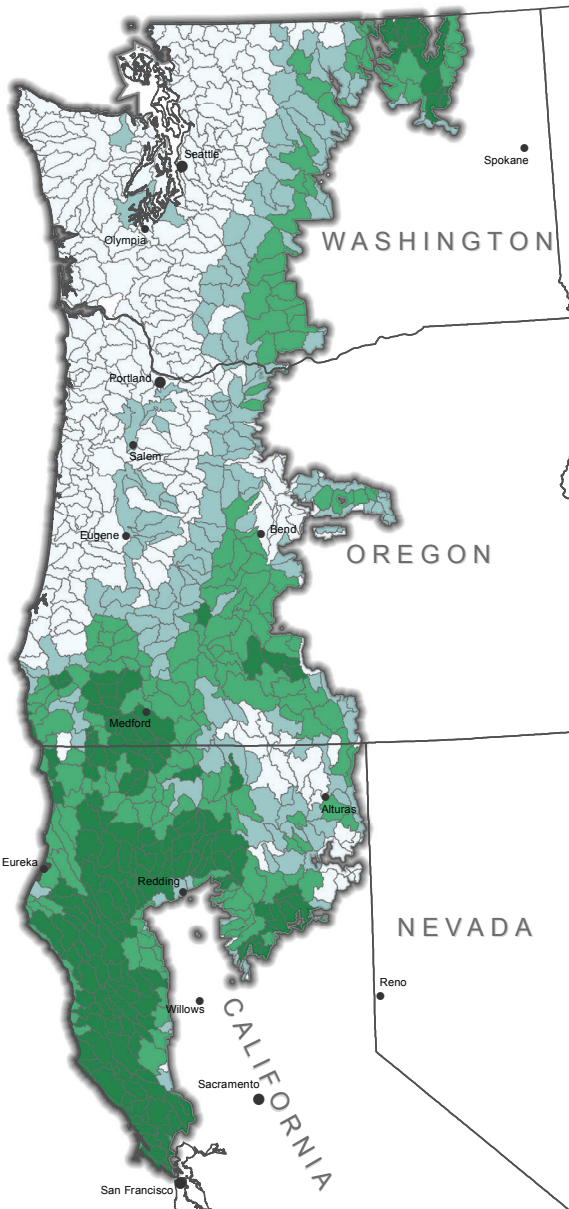 Seattle
Spokane
Olympia
WASHINGTON
Portland
Salem
Eugene
Bend
OREGON
Medford
Alturas
Eureka
Redding
NEVADA
Reno
Willows
CALIFORNIA
Sacramento
San Francisco